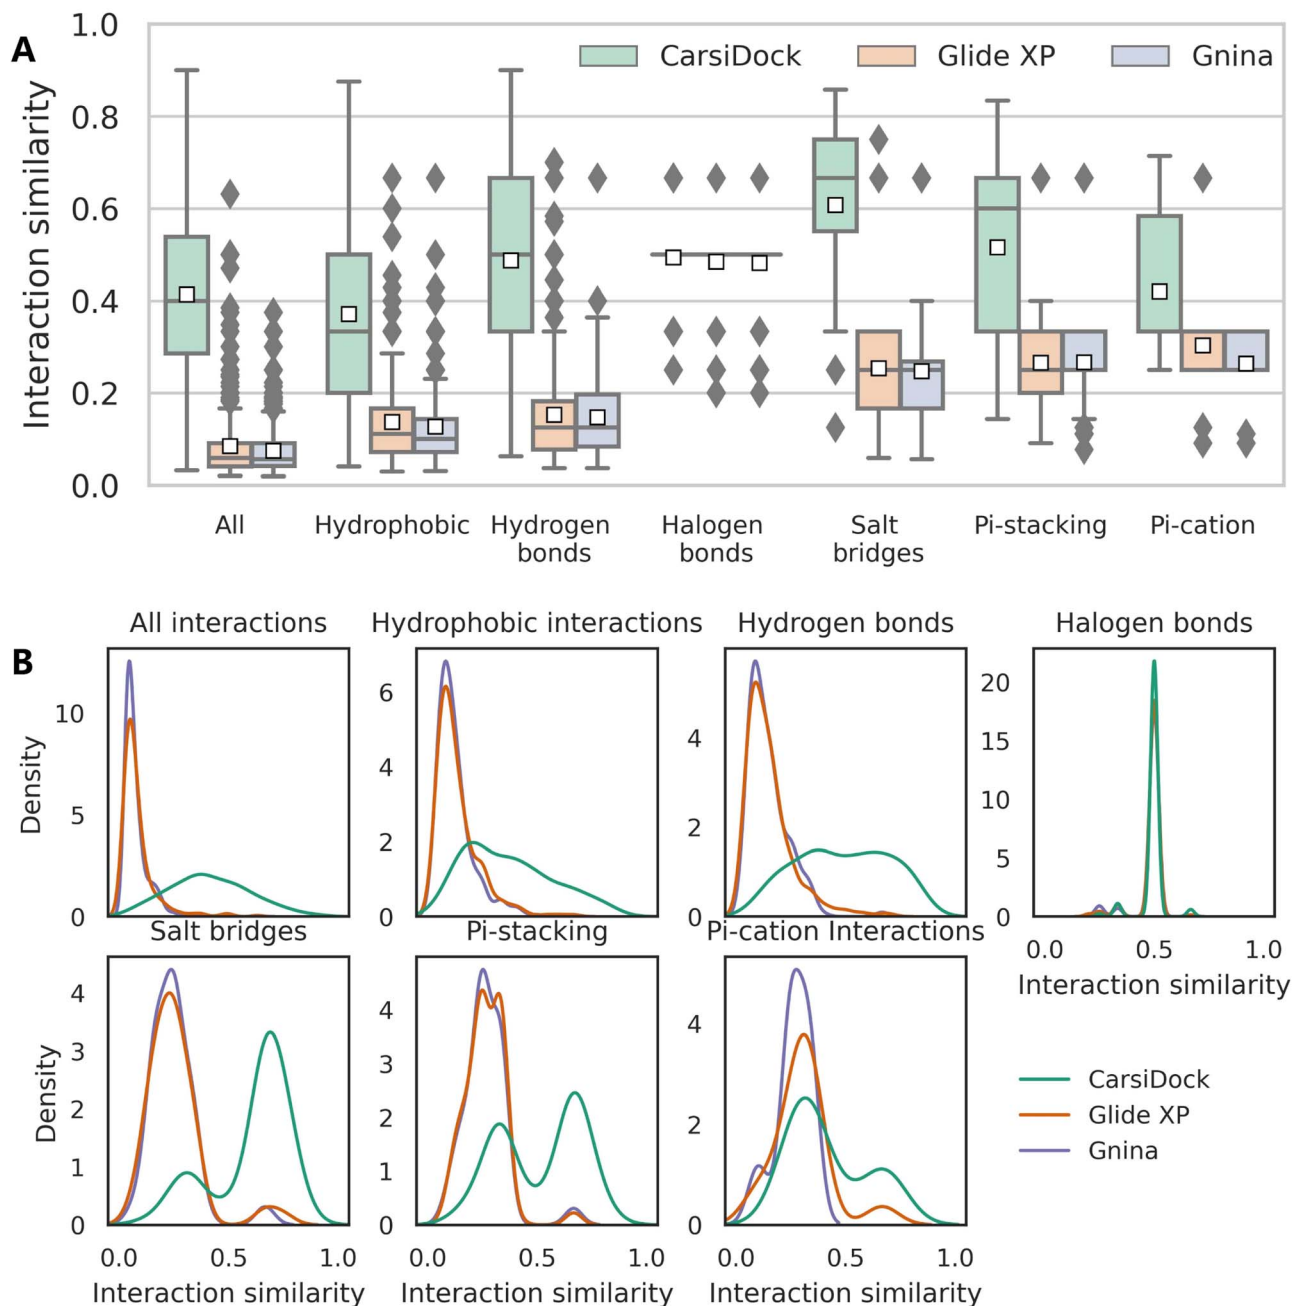 A
CarsiDock
Glide XP
Gnina
Interaction similarity
1.0
0.8
0.6
0.4
0.2
0.0
All
Hydrophobic
Hydrogen
bonds
Halogen
bonds
Salt
bridges
Pi-stacking
Pi-cation
B
All interactions
Density
10
5
0
Hydrophobic interactions
6
4
2
0
Hydrogen bonds
4
2
0
Halogen bonds
20
15
10
5
0
0.0 0.5 1.0
Interaction similarity
Salt bridges
Density
4
3
2
1
0
0.0 0.5 1.0
Interaction similarity
Pi-stacking
4
3
2
1
0
0.0 0.5 1.0
Interaction similarity
Pi-cation Interactions
4
2
0
0.0 0.5 1.0
Interaction similarity
CarsiDock
Glide XP
Gnina